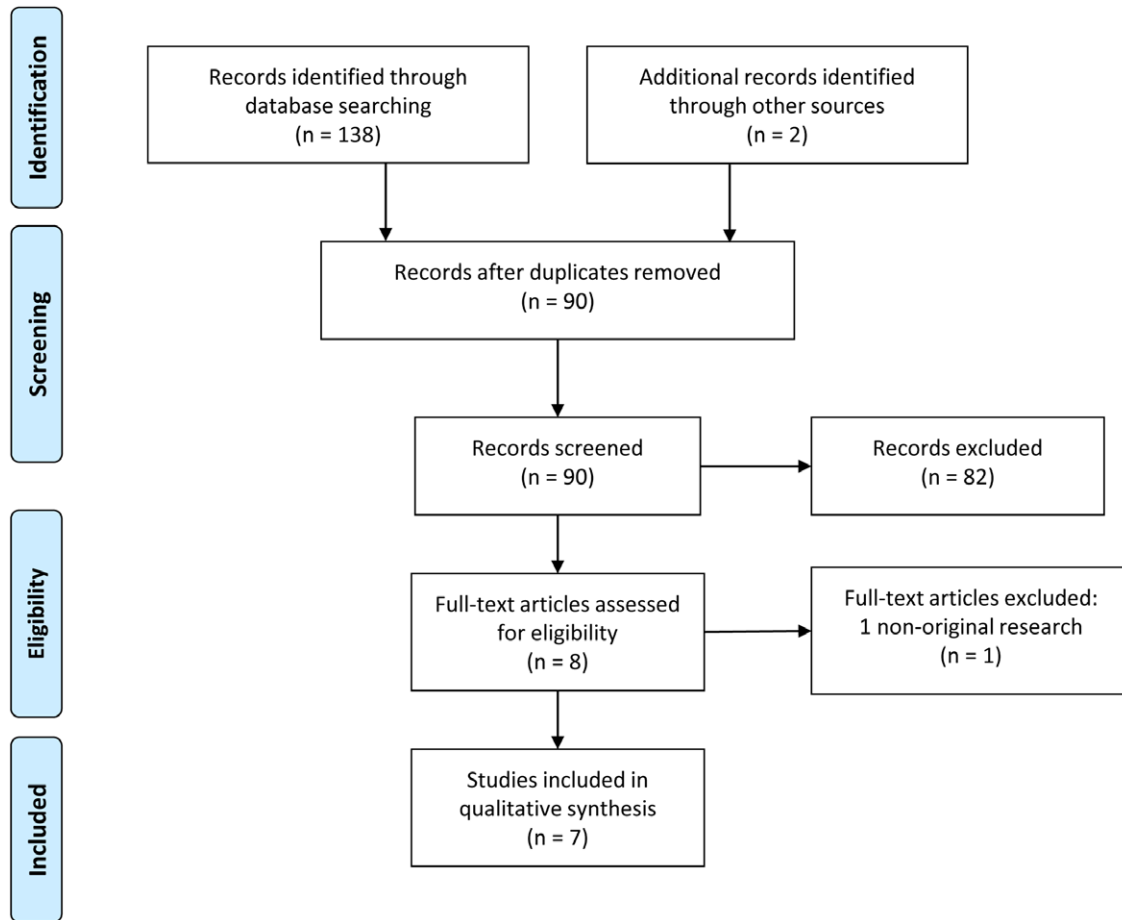 Identification
Records identified through
database searching
(n = 138)
Additional records identified
through other sources
(n = 2)
Screening
Records after duplicates removed
(n = 90)
Records screened
(n = 90)
Records excluded
(n = 82)
Eligibility
Full-text articles assessed
for eligibility
(n = 8)
Full-text articles excluded:
1 non-original research
(n = 1)
Included
Studies included in
qualitative synthesis
(n = 7)